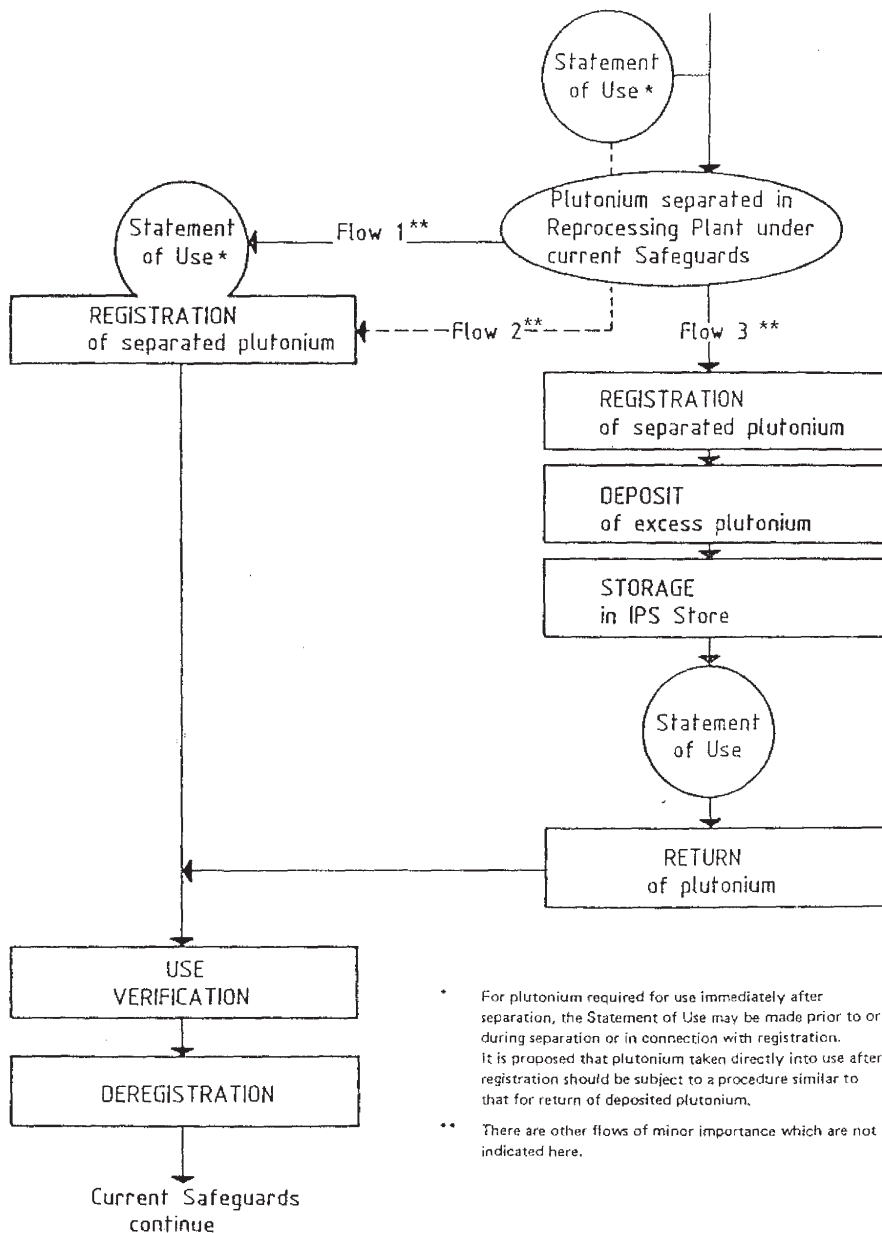 Statement
of Use *
Plutonium separated in
Reprocessing Plant under
current Safeguards
Statement
of Use *
Flow 1**
REGISTRATION
of separated plutonium
Flow 2**
Flow 3 **
REGISTRATION
of separated plutonium
DEPOSIT
of excess plutonium
STORAGE
in IPS Store
Statement
of Use
RETURN
of plutonium
USE
VERIFICATION
DEREGISTRATION
Current Safeguards
continue
* For plutonium required for use immediately after
separation, the Statement of Use may be made prior to or
during separation or in connection with registration.
It is proposed that plutonium taken directly into use after
registration should be subject to a procedure similar to
that for return of deposited plutonium.
** There are other flows of minor importance which are not
indicated here.